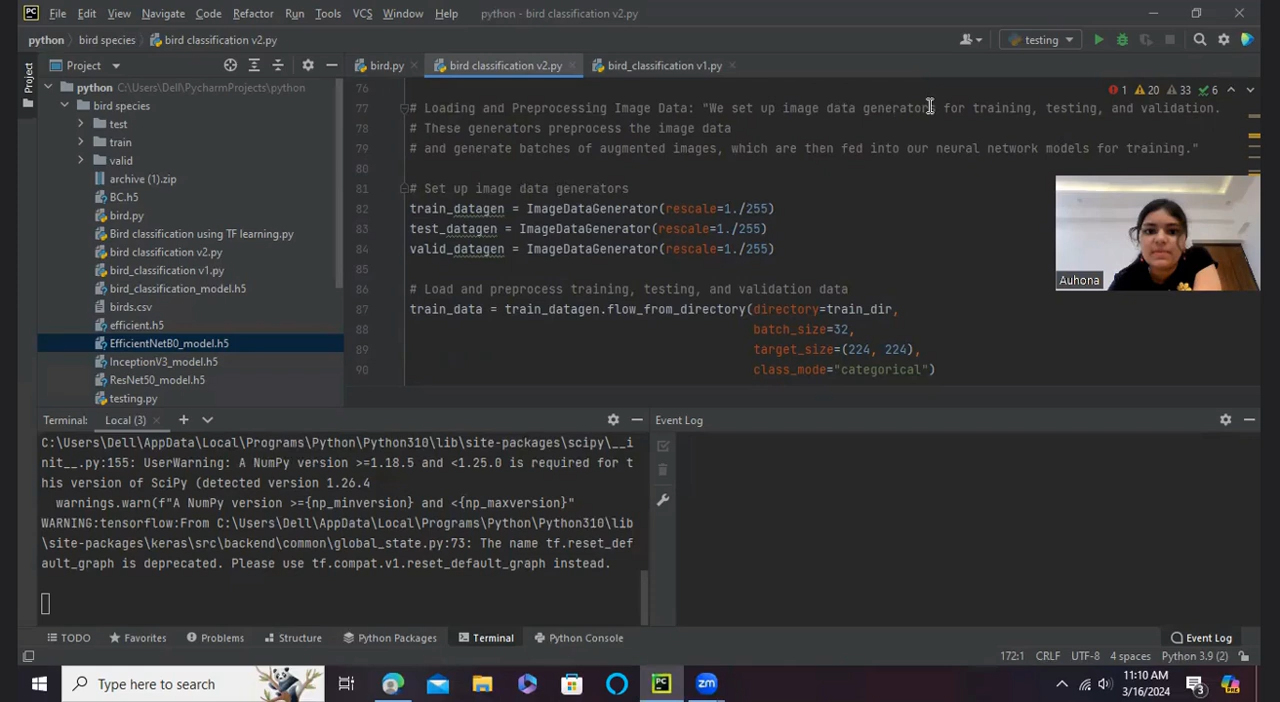 PC File Edit View Navigate Code Refactor Run Tools VCS Window Help python - bird classification v2.py
python bird species bird classification v2.py testing
Project bird.py bird classification v2.py bird_classification v1.py
Project
python C:\Users\Dell\PycharmProjects\python
bird species
test
train
valid
archive (1).zip
BC.h5
bird.py
Bird classification using TF learning.py
bird classification v2.py
bird_classification v1.py
bird_classification_model.h5
birds.csv
efficient.h5
EfficientNetB0_model.h5
InceptionV3_model.h5
ResNet50_model.h5
testing.py
1 20 33 6
76
77 # Loading and Preprocessing Image Data: "We set up image data generators for training, testing, and validation.
78 # These generators preprocess the image data
79 # and generate batches of augmented images, which are then fed into our neural network models for training."
80
81 # Set up image data generators
82 train_datagen = ImageDataGenerator(rescale=1./255)
83 test_datagen = ImageDataGenerator(rescale=1./255)
84 valid_datagen = ImageDataGenerator(rescale=1./255)
85
86 # Load and preprocess training, testing, and validation data
87 train_data = train_datagen.flow_from_directory(directory=train_dir,
88 batch_size=32,
89 target_size=(224, 224),
90 class_mode="categorical")
Auhona
Terminal: Local (3)
C:\Users\Dell\AppData\Local\Programs\Python\Python310\lib\site-packages\scipy\__i
nit__.py:155: UserWarning: A NumPy version >=1.18.5 and <1.25.0 is required for t
his version of SciPy (detected version 1.26.4
warnings.warn(f"A NumPy version >={np_minversion} and <{np_maxversion}"
WARNING:tensorflow:From C:\Users\Dell\AppData\Local\Programs\Python\Python310\lib
\site-packages\keras\src\backend\common\global_state.py:73: The name tf.reset_def
ault_graph is deprecated. Please use tf.compat.v1.reset_default_graph instead.
Event Log
TODO Favorites Problems Structure Python Packages Terminal Python Console Event Log
172:1 CRLF UTF-8 4 spaces Python 3.9 (2)
Type here to search PC zm
11:10 AM
3/16/2024
3